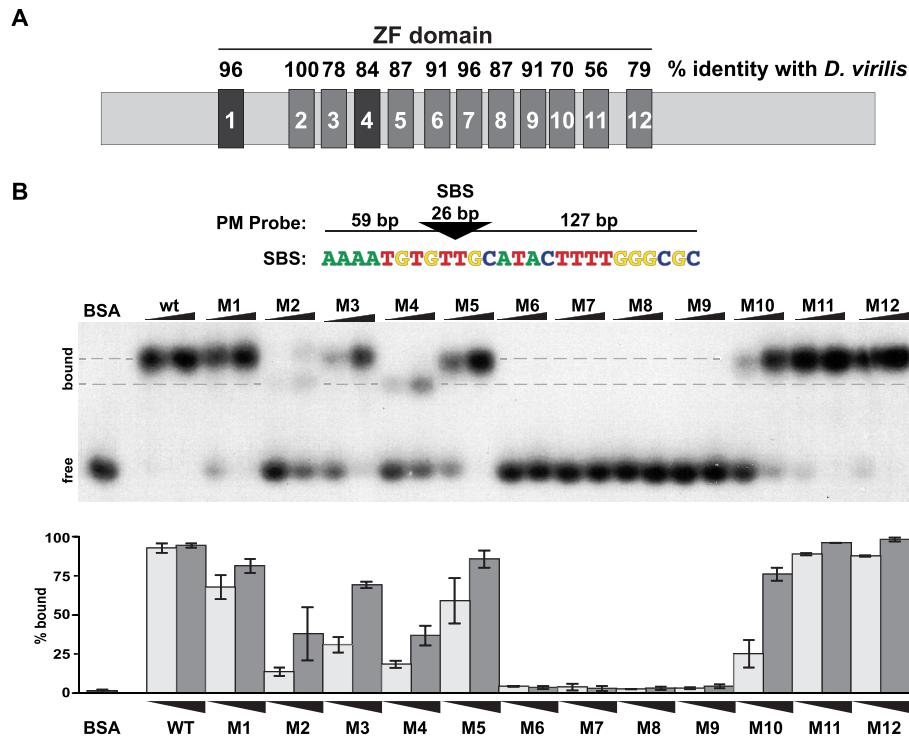 A
ZF domain
96 100 78 84 87 91 96 87 91 70 56 79 % identity with D. virilis
1 2 3 4 5 6 7 8 9 10 11 12
B
SBS
PM Probe: 59 bp 26 bp 127 bp
SBS: AAAATGTGTTGCATACTTTTGGGCGC
BSA wt M1 M2 M3 M4 M5 M6 M7 M8 M9 M10 M11 M12
bound
free
% bound
100
75
50
25
0
BSA WT M1 M2 M3 M4 M5 M6 M7 M8 M9 M10 M11 M12